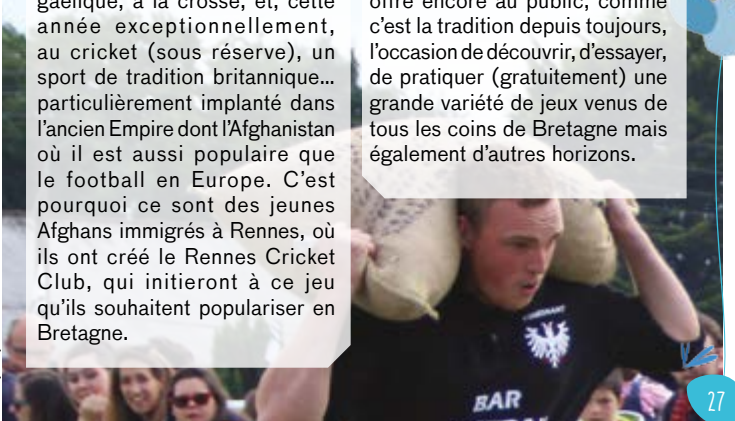 gaélique, à la crosse, et, cette
année exceptionnellement,
au cricket (sous réserve), un
sport de tradition britannique...
particulièrement implanté dans
l'ancien Empire dont l'Afghanistan
où il est aussi populaire que
le football en Europe. C'est
pourquoi ce sont des jeunes
Afghans immigrés à Rennes, où
ils ont créé le Rennes Cricket
Club, qui initieront à ce jeu
qu'ils souhaitent populariser en
Bretagne.
offre encore au public, comme
c'est la tradition depuis toujours,
l'occasion de découvrir, d'essayer,
de pratiquer (gratuitement) une
grande variété de jeux venus de
tous les coins de Bretagne mais
également d'autres horizons.
BAR
27